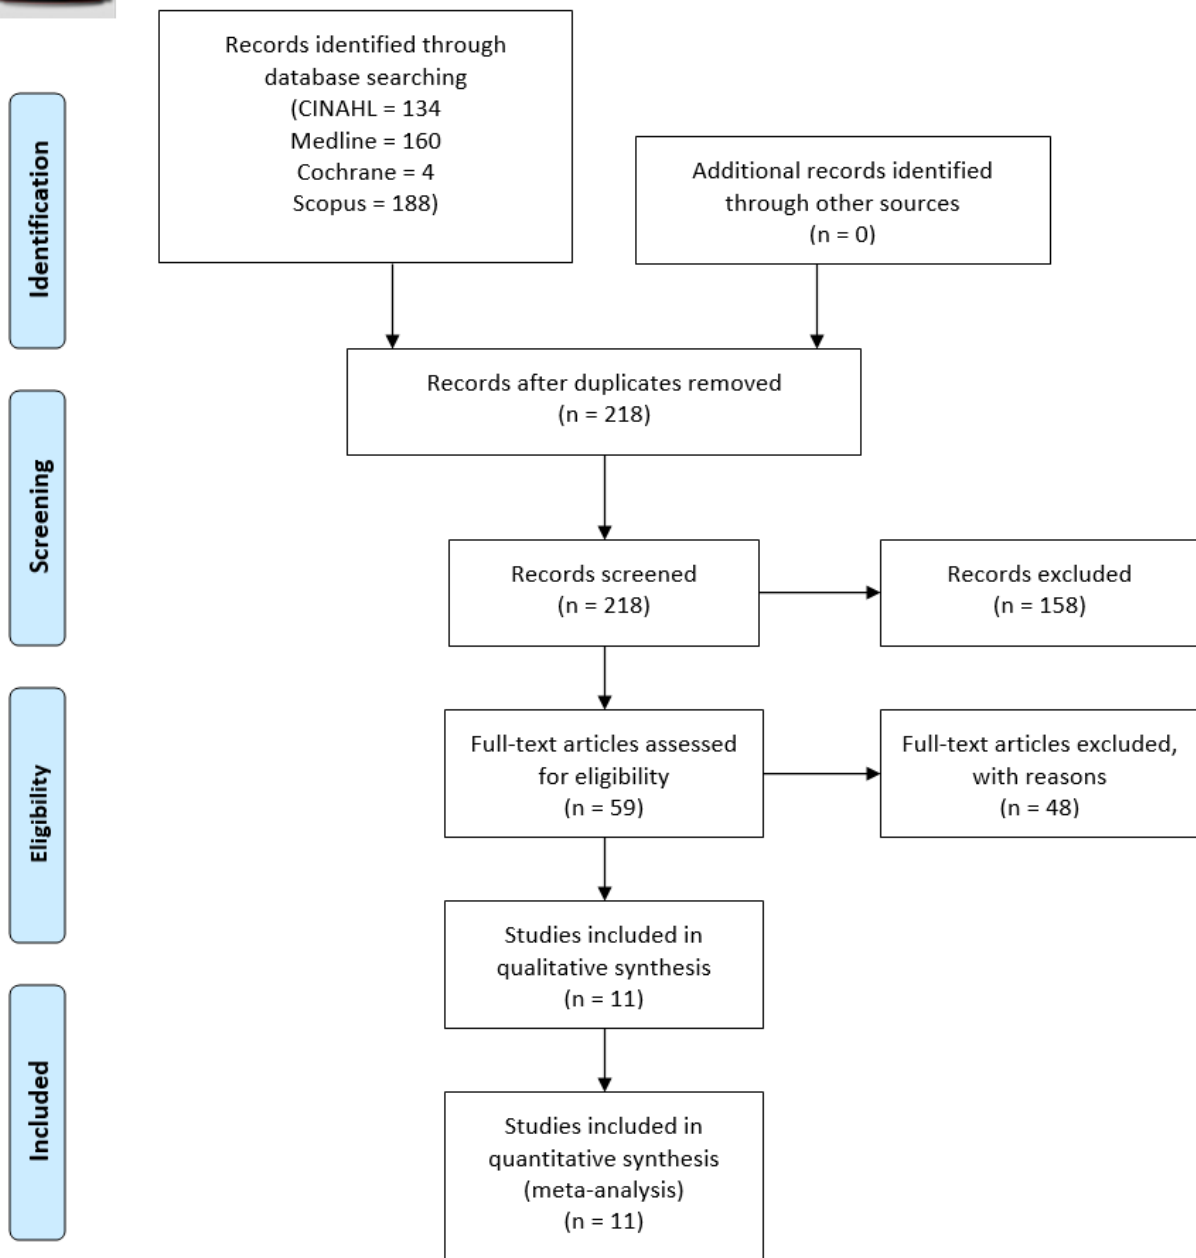 Identification
Records identified through
database searching
(CINAHL = 134
Medline = 160
Cochrane = 4
Scopus = 188)
Additional records identified
through other sources
(n = 0)
Records after duplicates removed
(n = 218)
Screening
Records screened
(n = 218)
Records excluded
(n = 158)
Eligibility
Full-text articles assessed
for eligibility
(n = 59)
Full-text articles excluded,
with reasons
(n = 48)
Studies included in
qualitative synthesis
(n = 11)
Included
Studies included in
quantitative synthesis
(meta-analysis)
(n = 11)